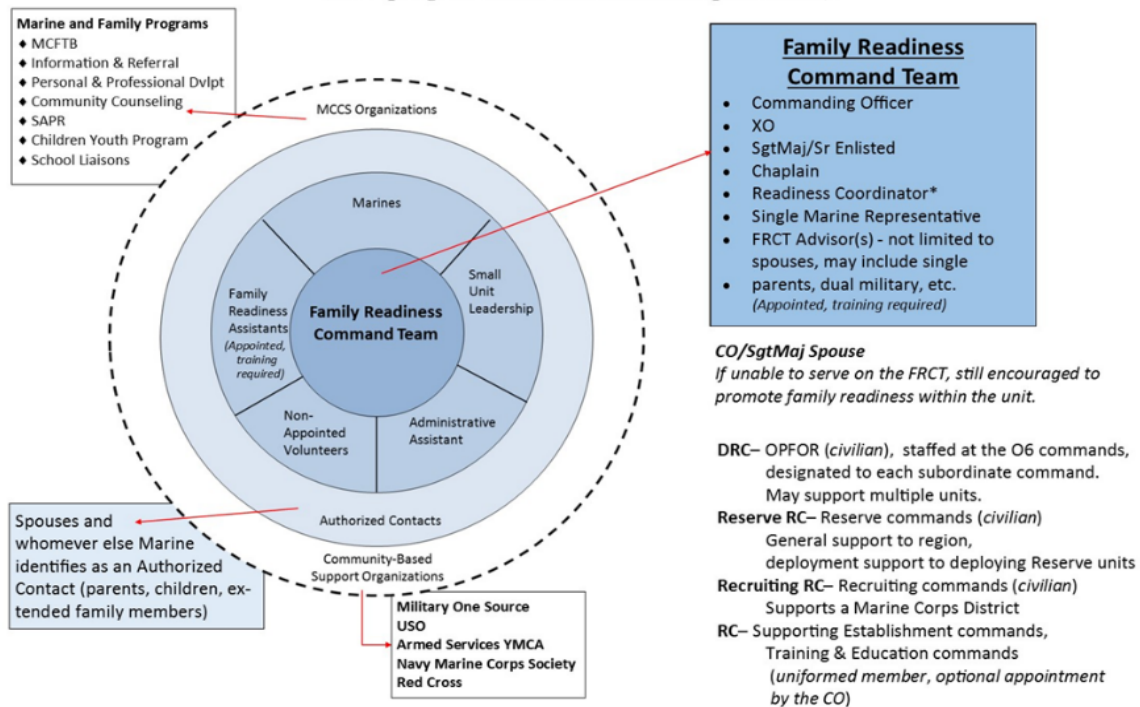 Marine and Family Programs
♦ MCFTB
♦ Information & Referral
♦ Personal & Professional Dvlpt
♦ Community Counseling
♦ SAPR
♦ Children Youth Program
♦ School Liaisons
MCCS Organizations
Marines
Family
Readiness
Assistants
(Appointed,
training
required)
Small
Unit
Leadership
Family Readiness
Command Team
Non-
Appointed
Volunteers
Administrative
Assistant
Authorized Contacts
Community-Based
Support Organizations
Spouses and
whomever else Marine
identifies as an Authorized
Contact (parents, children, ex-
tended family members)
Military One Source
USO
Armed Services YMCA
Navy Marine Corps Society
Red Cross
Family Readiness
Command Team
• Commanding Officer
• XO
• SgtMaj/Sr Enlisted
• Chaplain
• Readiness Coordinator*
• Single Marine Representative
• FRCT Advisor(s) - not limited to
spouses, may include single
• parents, dual military, etc.
(Appointed, training required)
CO/SgtMaj Spouse
If unable to serve on the FRCT, still encouraged to
promote family readiness within the unit.
DRC– OPFOR (civilian), staffed at the O6 commands,
designated to each subordinate command.
May support multiple units.
Reserve RC– Reserve commands (civilian)
General support to region,
deployment support to deploying Reserve units
Recruiting RC– Recruiting commands (civilian)
Supports a Marine Corps District
RC– Supporting Establishment commands,
Training & Education commands
(uniformed member, optional appointment
by the CO)